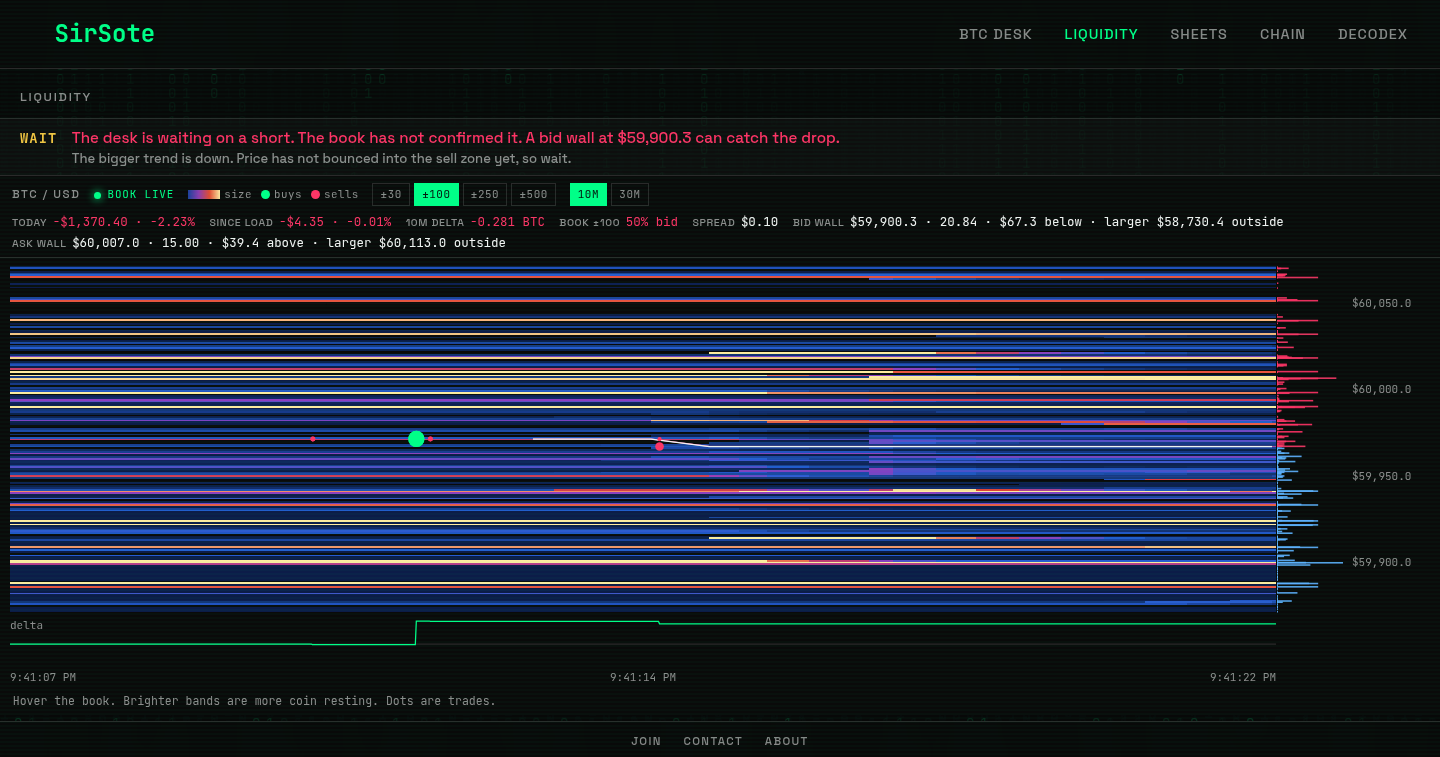 SirSote
BTC DESK LIQUIDITY SHEETS CHAIN DECODEX
LIQUIDITY
WAIT The desk is waiting on a short. The book has not confirmed it. A bid wall at $59,900.3 can catch the drop.
The bigger trend is down. Price has not bounced into the sell zone yet, so wait.
BTC / USD BOOK LIVE size buys sells ±30 ±100 ±250 ±500 10M 30M
TODAY -$1,370.40 · -2.23% SINCE LOAD -$4.35 · -0.01% 10M DELTA -0.281 BTC BOOK ±100 50% bid SPREAD $0.10 BID WALL $59,900.3 · 20.84 · $67.3 below · larger $58,730.4 outside
ASK WALL $60,007.0 · 15.00 · $39.4 above · larger $60,113.0 outside
$60,050.0
$60,000.0
$59,950.0
$59,900.0
delta
9:41:07 PM 9:41:14 PM 9:41:22 PM
Hover the book. Brighter bands are more coin resting. Dots are trades.
JOIN CONTACT ABOUT